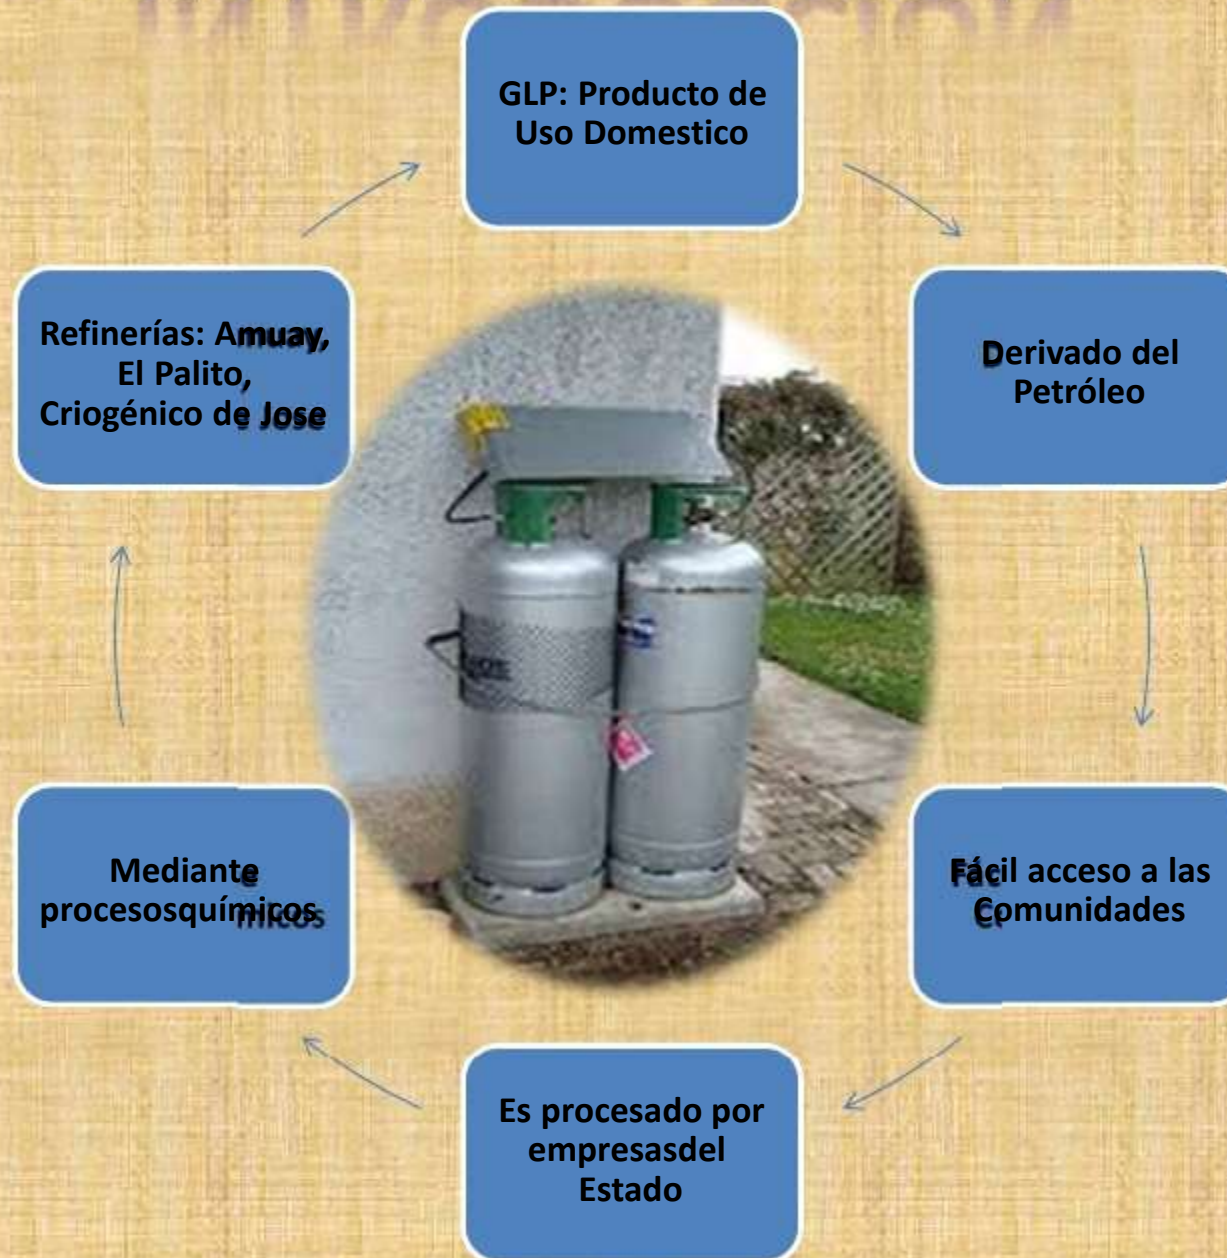 GLP: Producto de
Uso Domestico
Derivado del
Petróleo
Fácil acceso a las
Comunidades
Es procesado por
empresasdel
Estado
Mediante
procesosquímicos
Refinerías: Amuay,
El Palito,
Criogénico de Jose